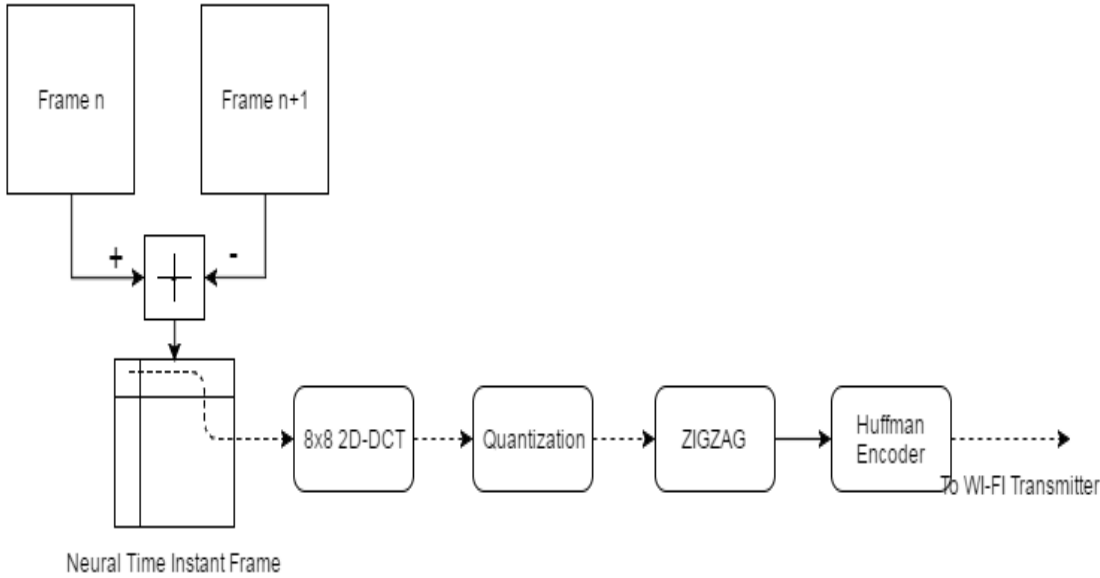 Frame n
Frame n+1
+
-
8x8 2D-DCT
Quantization
ZIGZAG
Huffman
Encoder
To WI-FI Transmitter
Neural Time Instant Frame